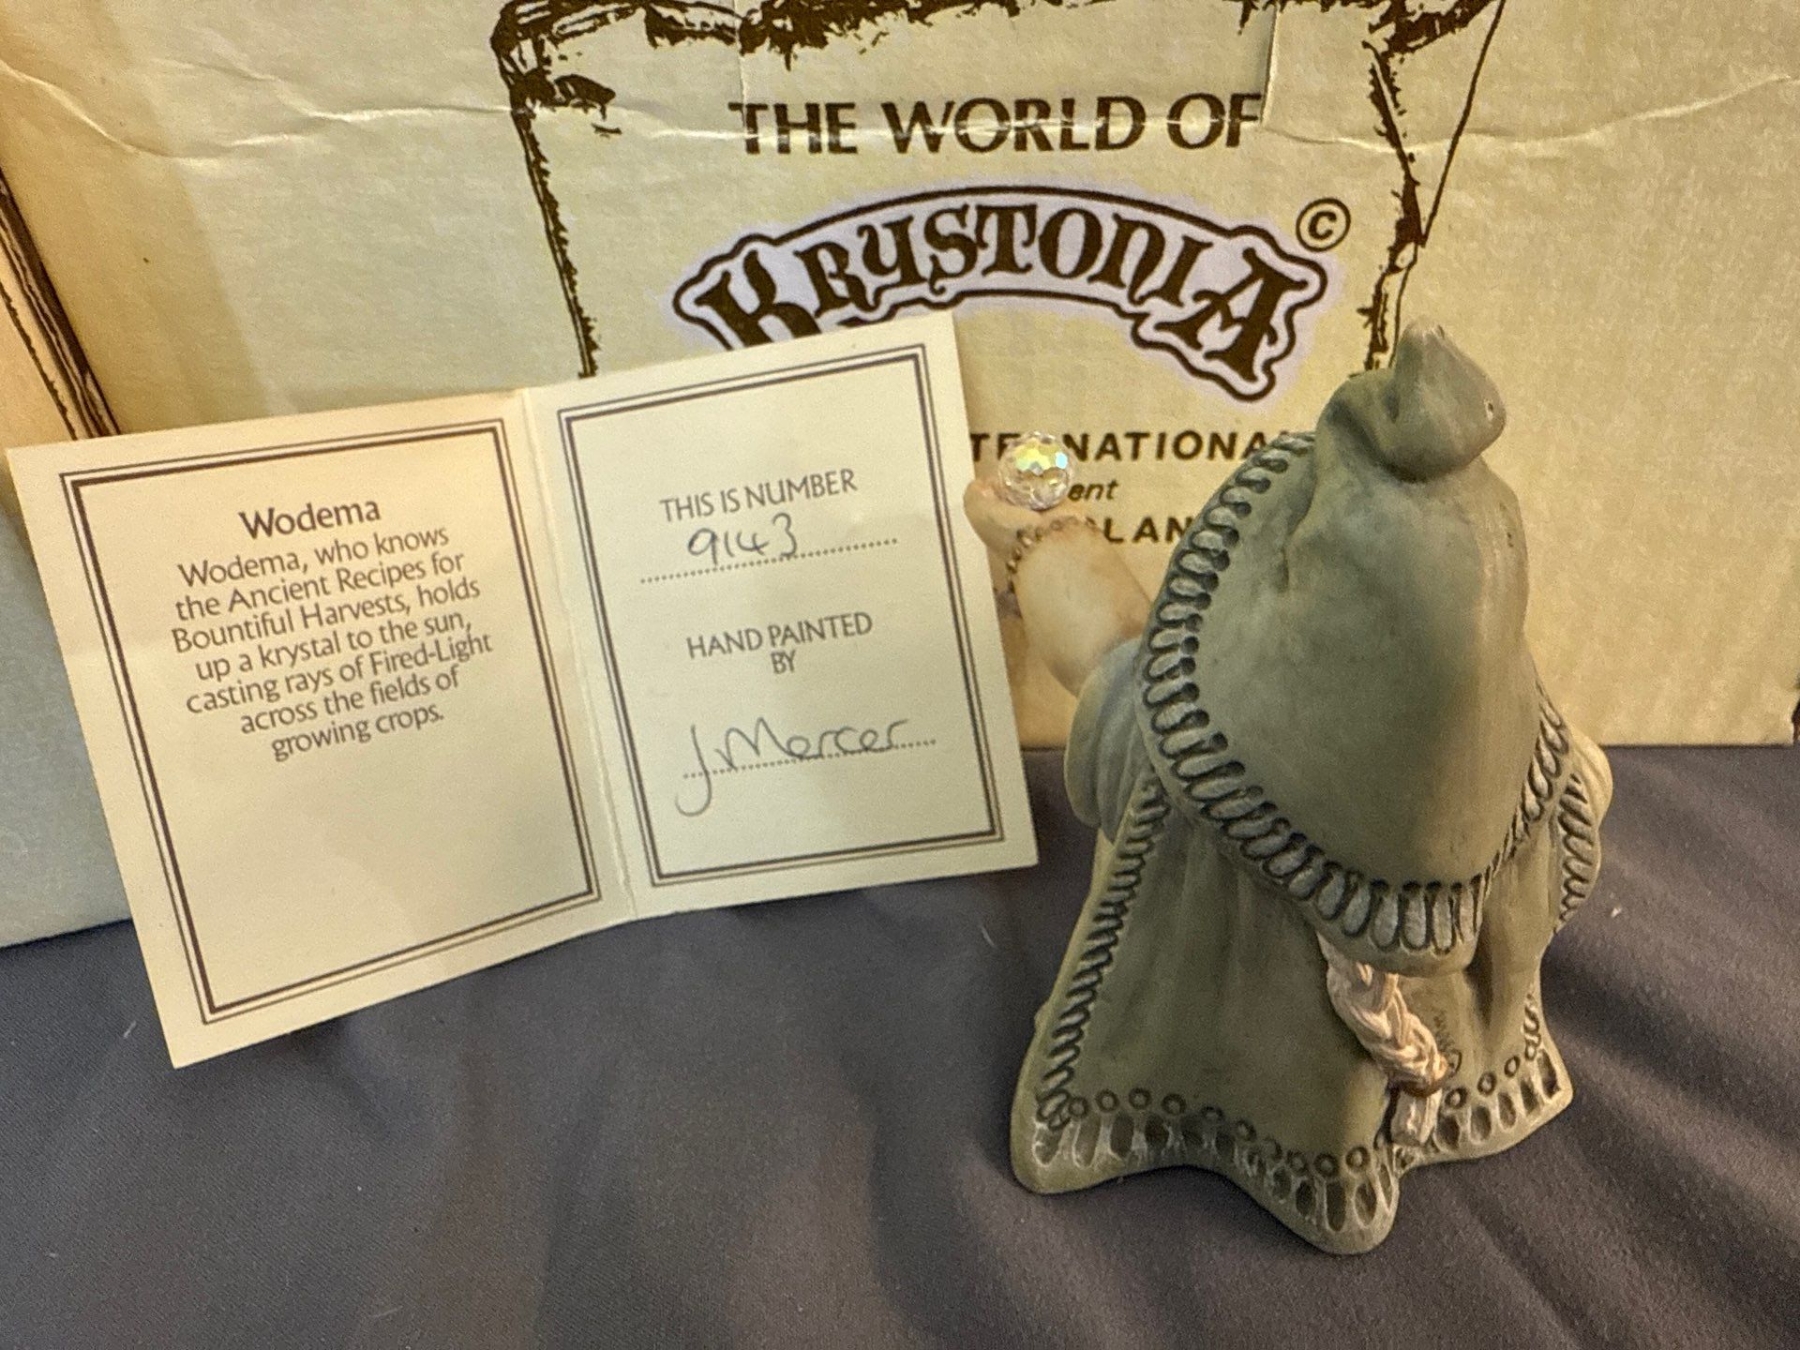 THE WORLD OF
KRYSTONIA ©
Wodema
Wodema, who knows
the Ancient Recipes for
Bountiful Harvests, holds
up a krystal to the sun,
casting rays of Fired-Light
across the fields of
growing crops.
THIS IS NUMBER
9143
HAND PAINTED
BY
J. Mercer